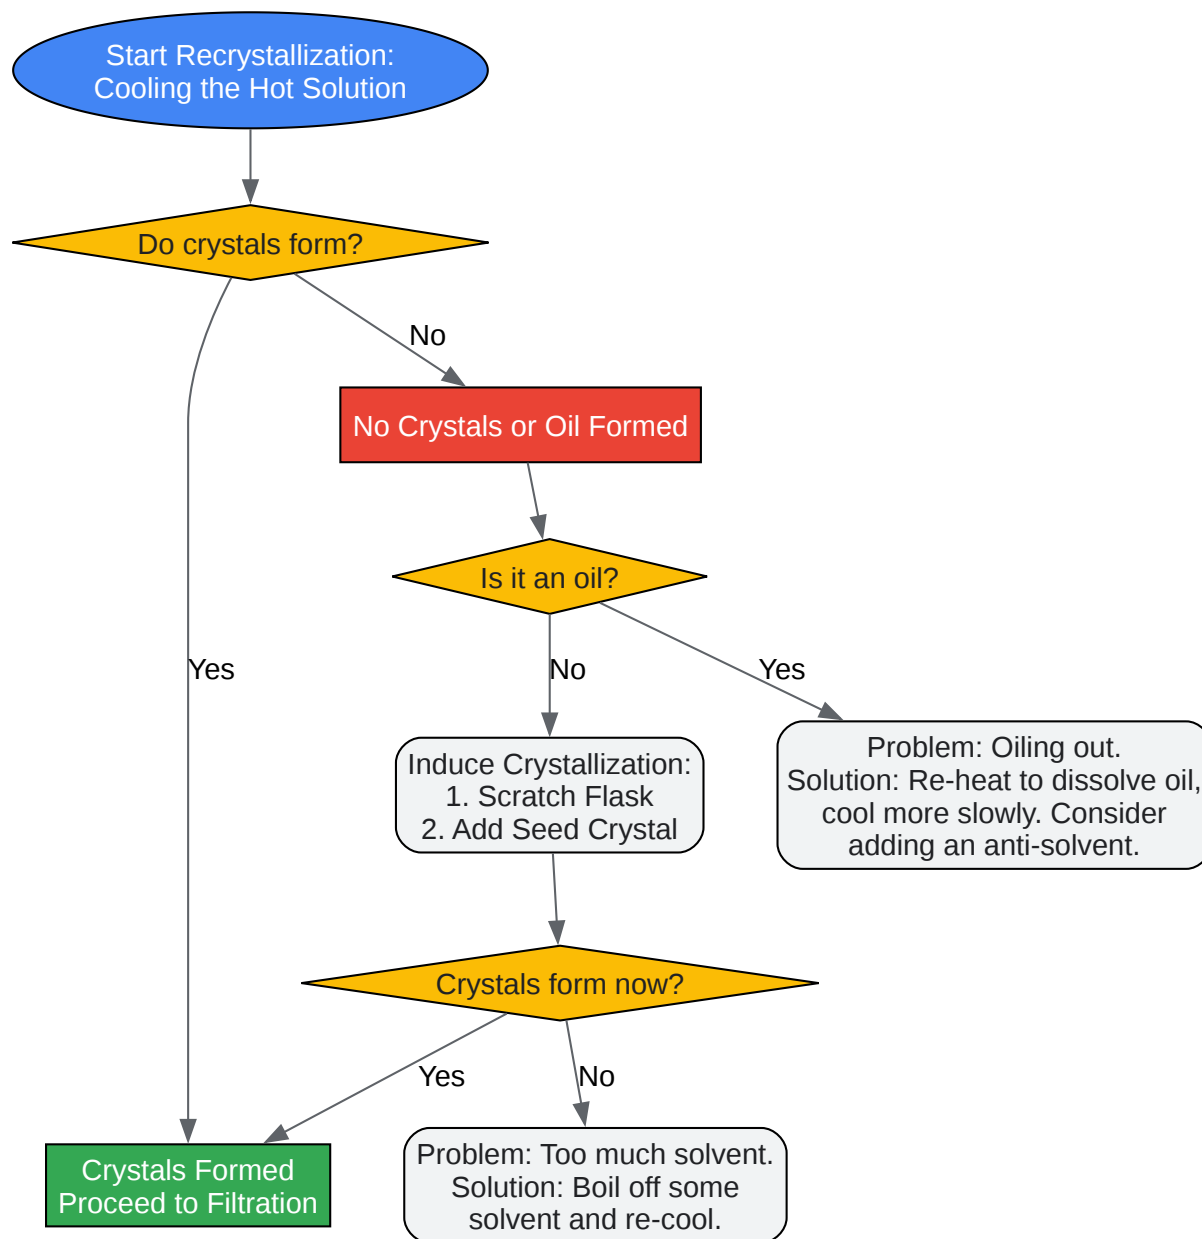 Start Recrystallization:
Cooling the Hot Solution
Do crystals form?
No
No Crystals or Oil Formed
Is it an oil?
Yes
No
Yes
Induce Crystallization:
1. Scratch Flask
2. Add Seed Crystal
Problem: Oiling out.
Solution: Re-heat to dissolve oil,
cool more slowly. Consider
adding an anti-solvent.
Crystals form now?
Yes
No
Crystals Formed
Proceed to Filtration
Problem: Too much solvent.
Solution: Boil off some
solvent and re-cool.